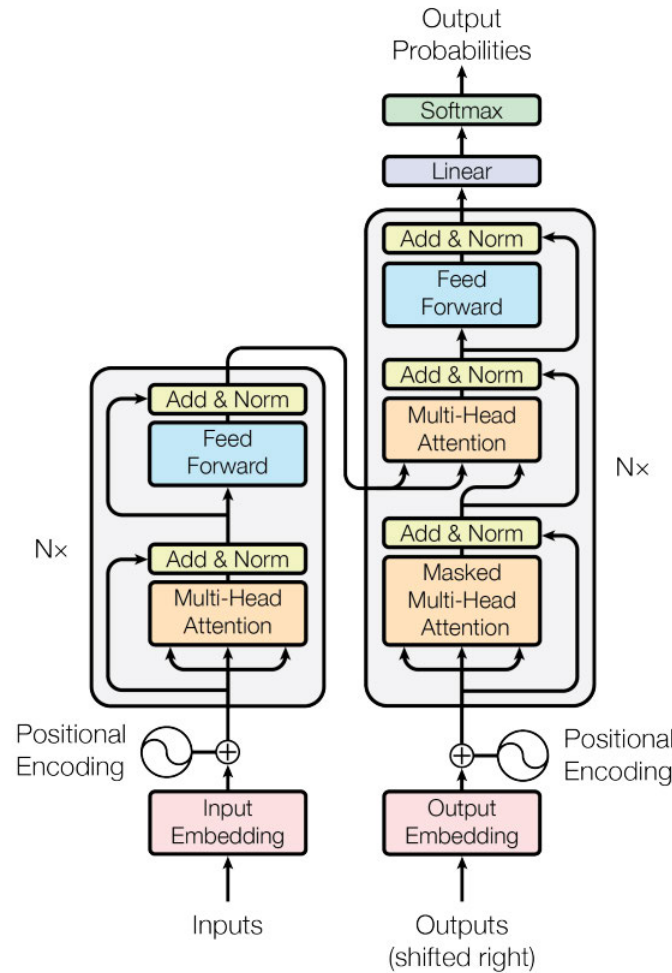 Output
Probabilities
Softmax
Linear
Add & Norm
Feed
Forward
Add & Norm
Multi-Head
Attention
Add & Norm
Masked
Multi-Head
Attention
Nx
Add & Norm
Feed
Forward
Add & Norm
Multi-Head
Attention
Nx
Positional
Encoding
Positional
Encoding
Input
Embedding
Output
Embedding
Inputs
Outputs
(shifted right)